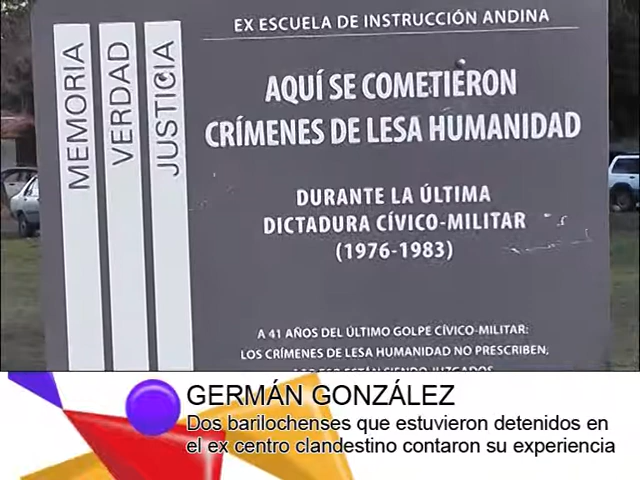 EX ESCUELA DE INSTRUCCIÓN ANDINA
MEMORIA
VERDAD
JUSTICIA
AQUÍ SE COMETIERON
CRÍMENES DE LESA HUMANIDAD
DURANTE LA ÚLTIMA
DICTADURA CÍVICO-MILITAR
(1976-1983)
A 41 AÑOS DEL ÚLTIMO GOLPE CÍVICO-MILITAR:
LOS CRÍMENES DE LESA HUMANIDAD NO PRESCRIBEN,
GERMÁN GONZÁLEZ
Dos barilochenses que estuvieron detenidos en
el ex centro clandestino contaron su experiencia